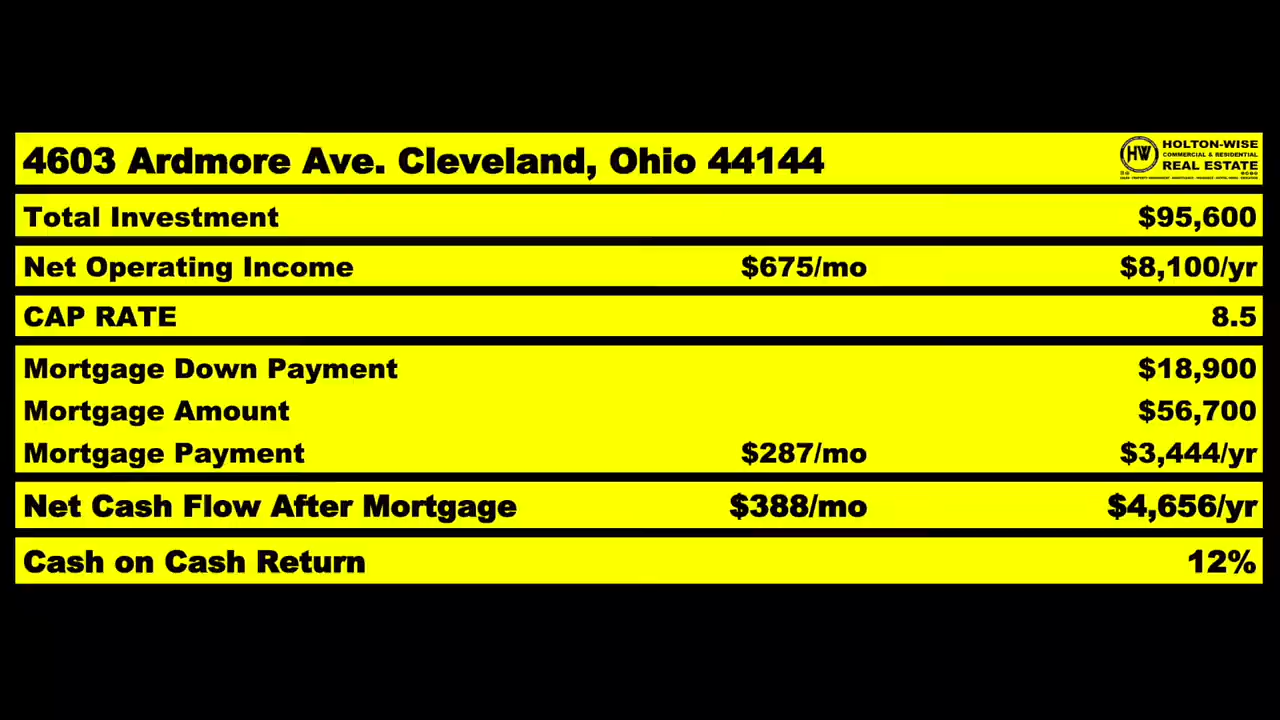 4603 Ardmore Ave. Cleveland, Ohio 44144
HW HOLTON-WISE
COMMERCIAL & RESIDENTIAL
REAL ESTATE
Total Investment $95,600
Net Operating Income $675/mo $8,100/yr
CAP RATE 8.5
Mortgage Down Payment $18,900
Mortgage Amount $56,700
Mortgage Payment $287/mo $3,444/yr
Net Cash Flow After Mortgage $388/mo $4,656/yr
Cash on Cash Return 12%